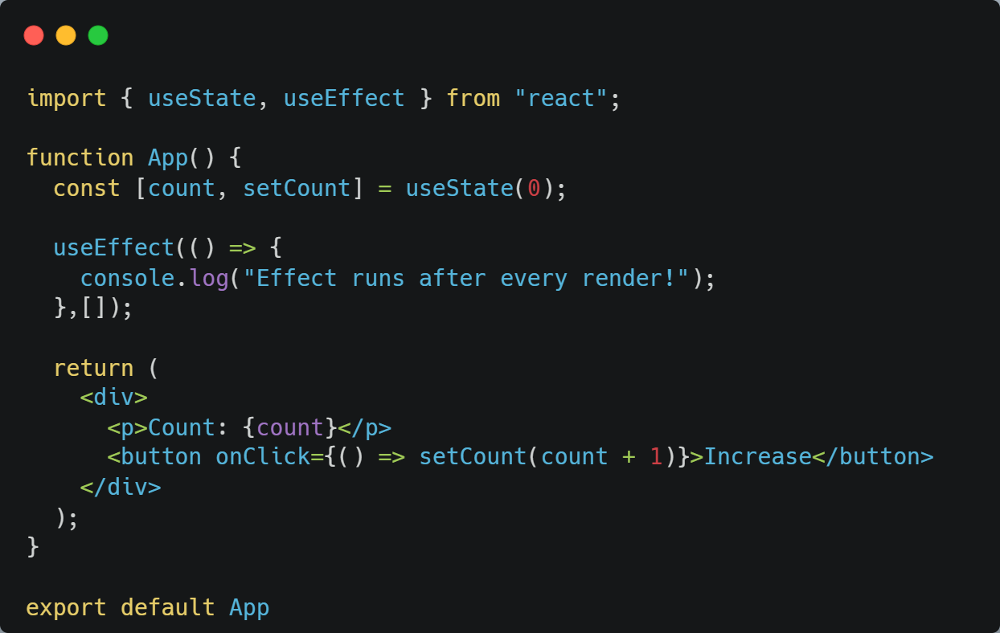 import { useState, useEffect } from "react";
function App() {
  const [count, setCount] = useState(0);
  useEffect(() => {
    console.log("Effect runs after every render!");
  },[]);
  return (
    <div>
      <p>Count: {count}</p>
      <button onClick={() => setCount(count + 1)}>Increase</button>
    </div>
  );
}
export default App